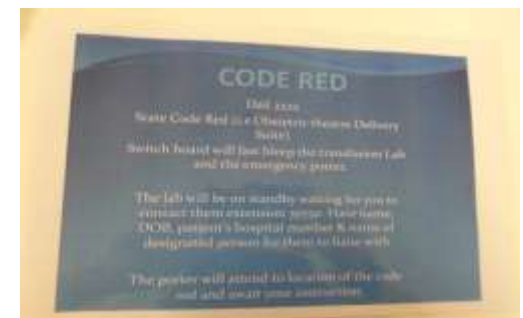 CODE RED
Dial 2222
State Code Red (i.e Obstetric theatre Delivery
Suite)
Switch board will fast bleep the transfusion Lab
and the emergency porter.
The lab will be on standby waiting for you to
contact them extension Have name,
DOB, patient's hospital number & name of
designated person for them to liaise with
The porter will attend to location of the code
red and await your instruction